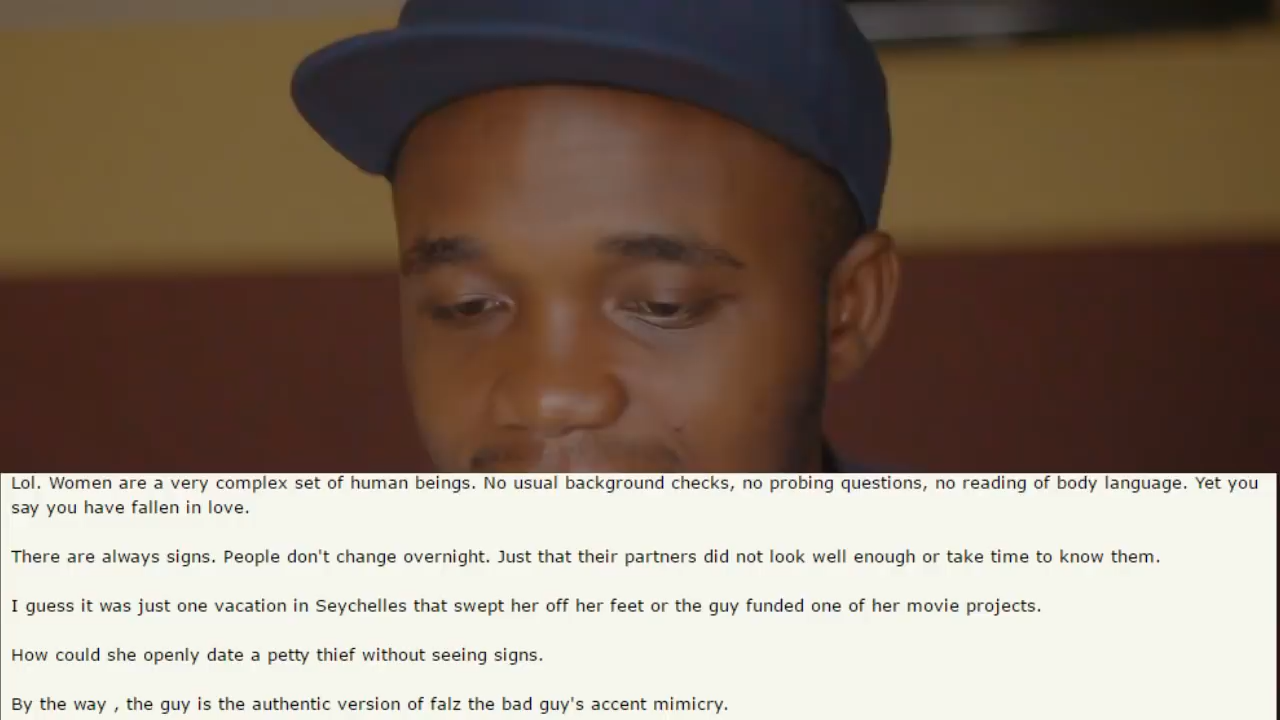 Lol. Women are a very complex set of human beings. No usual background checks, no probing questions, no reading of body language. Yet you
say you have fallen in love.
There are always signs. People don't change overnight. Just that their partners did not look well enough or take time to know them.
I guess it was just one vacation in Seychelles that swept her off her feet or the guy funded one of her movie projects.
How could she openly date a petty thief without seeing signs.
By the way , the guy is the authentic version of falz the bad guy's accent mimicry.